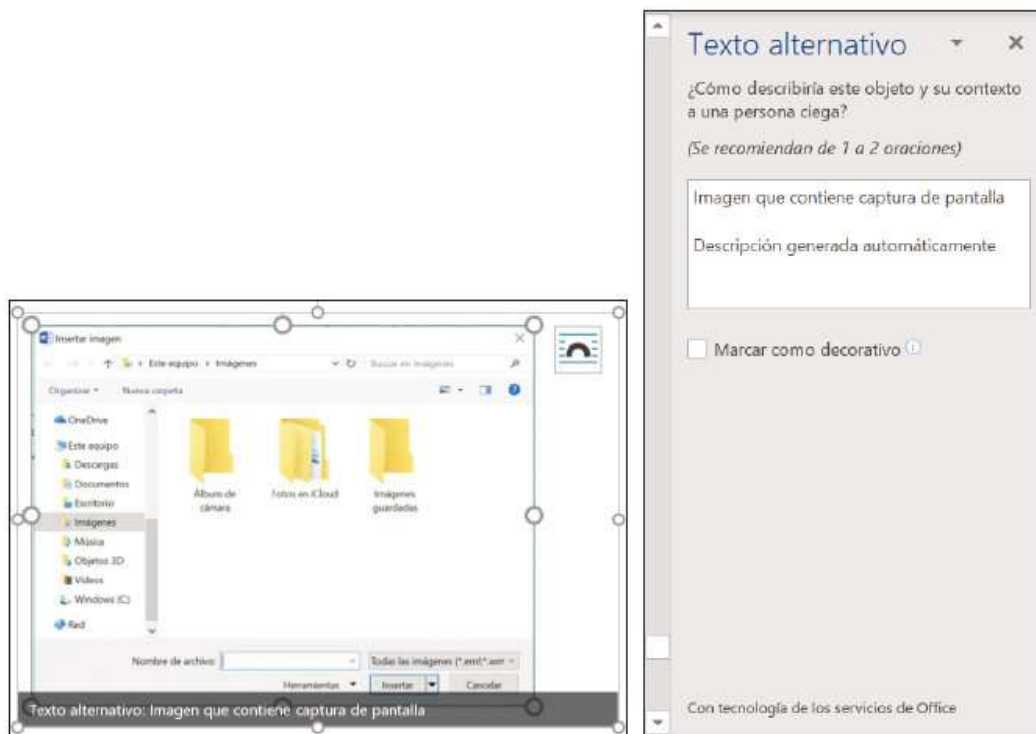 Insertar imagen
Este equipo
Imágenes
Buscar en Imágenes
Organizar
Nueva carpeta
OneDrive
Este equipo
Descargas
Documentos
Escritorio
Imágenes
Música
Objetos 3D
Vídeos
Windows (C)
Red
Álbum de
cámara
Fotos en iCloud
Imágenes
guardadas
Nombre de archivo:
Todas las imágenes (*.emf;*.wm
Herramientas
Insertar
Cancelar
Texto alternativo: Imagen que contiene captura de pantalla
Texto alternativo
¿Cómo describiría este objeto y su contexto
a una persona ciega?
(Se recomiendan de 1 a 2 oraciones)
Imagen que contiene captura de pantalla
Descripción generada automáticamente
Marcar como decorativo
Con tecnología de los servicios de Office